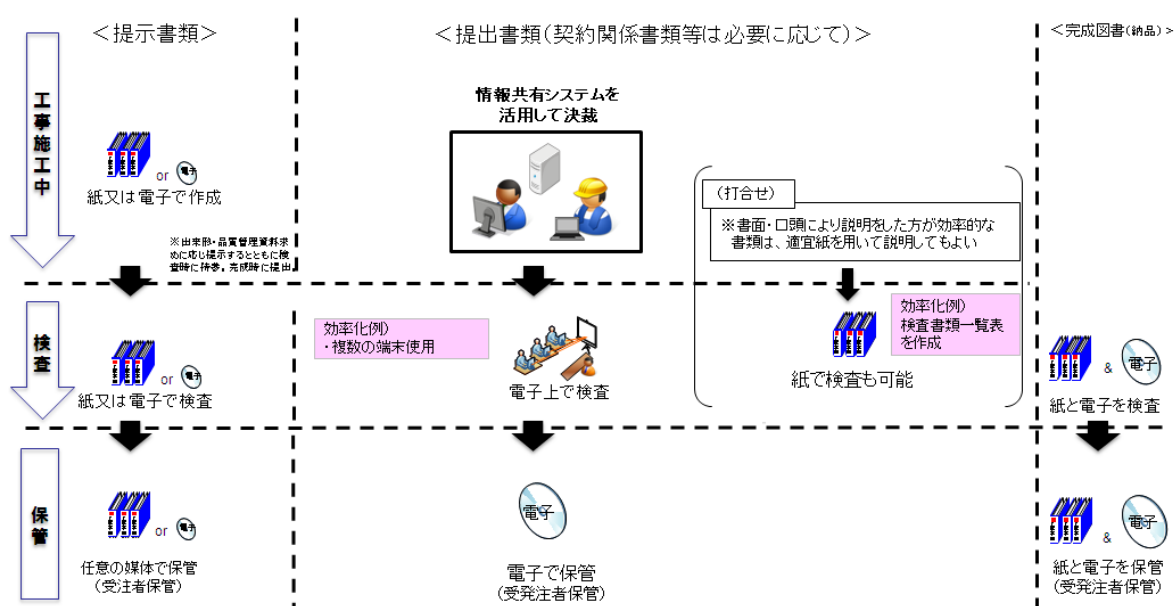 ＜提示書類＞
＜提出書類(契約関係書類等は必要に応じて)＞
＜完成図書(納品)＞
工事施工中
or
電子
紙又は電子で作成
※出来形・品質管理資料求
めに応じ提示するとともに検
査時に持参。完成時に提出
情報共有システムを
活用して決裁
(打合せ)
※書面・口頭により説明をした方が効率的な
書類は、適宜紙を用いて説明してもよい
検査
or
電子
紙又は電子で検査
効率化例)
・複数の端末使用
電子上で検査
効率化例)
検査書類一覧表
を作成
紙で検査も可能
&
電子
紙と電子を検査
保管
or
電子
任意の媒体で保管
(受注者保管)
電子
電子で保管
(受発注者保管)
&
電子
紙と電子を保管
(受発注者保管)